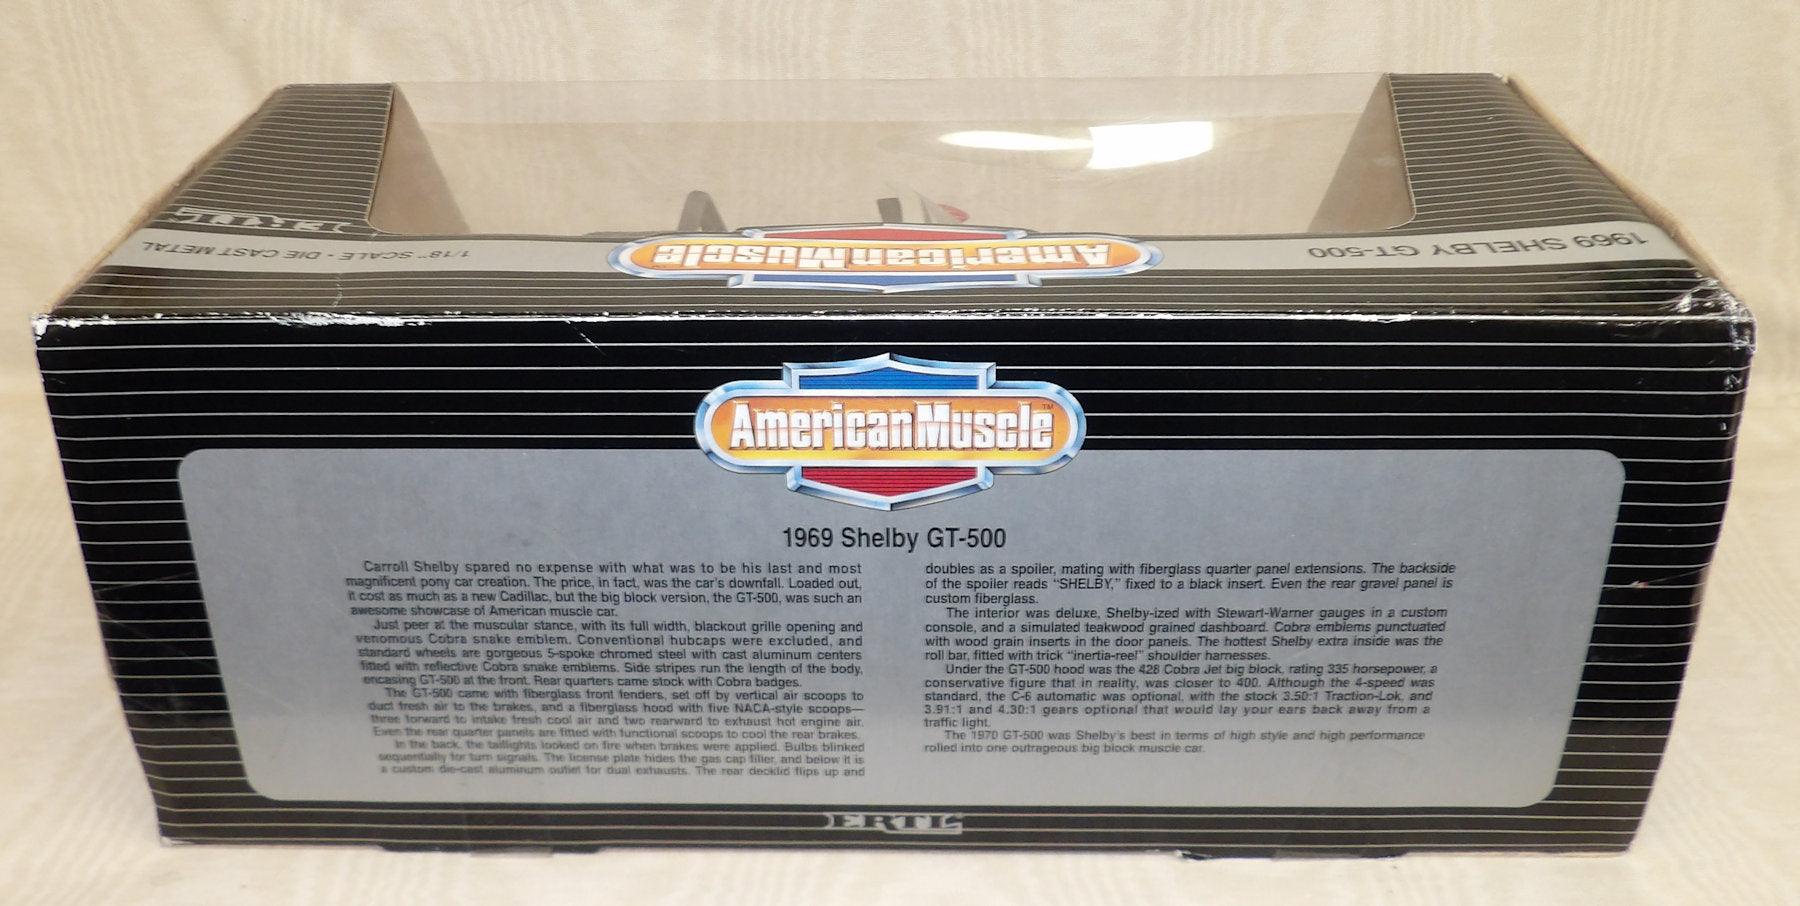 ERTL
1/18TH SCALE • DIE CAST METAL
AmericanMuscle
1969 SHELBY GT-500
AmericanMuscle™
1969 Shelby GT-500
Carroll Shelby spared no expense with what was to be his last and most
magnificent pony car creation. The price, in fact, was the car's downfall. Loaded out,
it cost as much as a new Cadillac, but the big block version, the GT-500, was such an
awesome showcase of American muscle car.
Just peer at the muscular stance, with its full width, blackout grille opening and
venomous Cobra snake emblem. Conventional hubcaps were excluded, and
standard wheels are gorgeous 5-spoke chromed steel with cast aluminum centers
fitted with reflective Cobra snake emblems. Side stripes run the length of the body,
encasing GT-500 at the front. Rear quarters came stock with Cobra badges.
The GT-500 came with fiberglass front fenders, set off by vertical air scoops to
duct fresh air to the brakes, and a fiberglass hood with five NACA-style scoops—
three forward to intake fresh cool air and two rearward to exhaust hot engine air.
Even the rear quarter panels are fitted with functional scoops to cool the rear brakes.
In the back, the taillights looked on fire when brakes were applied. Bulbs blinked
sequentially for turn signals. The license plate hides the gas cap filler, and below it is
a custom die-cast aluminum outlet for dual exhausts. The rear decklid flips up and
doubles as a spoiler, mating with fiberglass quarter panel extensions. The backside
of the spoiler reads “SHELBY,” fixed to a black insert. Even the rear gravel panel is
custom fiberglass.
The interior was deluxe, Shelby-ized with Stewart-Warner gauges in a custom
console, and a simulated teakwood grained dashboard. Cobra emblems punctuated
with wood grain inserts in the door panels. The hottest Shelby extra inside was the
roll bar, fitted with trick “inertia-reel” shoulder harnesses.
Under the GT-500 hood was the 428 Cobra Jet big block, rating 335 horsepower, a
conservative figure that in reality, was closer to 400. Although the 4-speed was
standard, the C-6 automatic was optional, with the stock 3.50:1 Traction-Lok, and
3.91:1 and 4.30:1 gears optional that would lay your ears back away from a
traffic light.
The 1970 GT-500 was Shelby's best in terms of high style and high performance
rolled into one outrageous big block muscle car.
ERTL